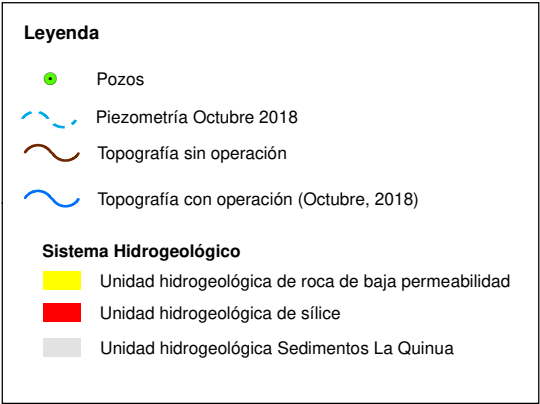 Leyenda
Pozos
Piezometría Octubre 2018
Topografía sin operación
Topografía con operación (Octubre, 2018)
Sistema Hidrogeológico
Unidad hidrogeológica de roca de baja permeabilidad
Unidad hidrogeológica de sílice
Unidad hidrogeológica Sedimentos La Quinua